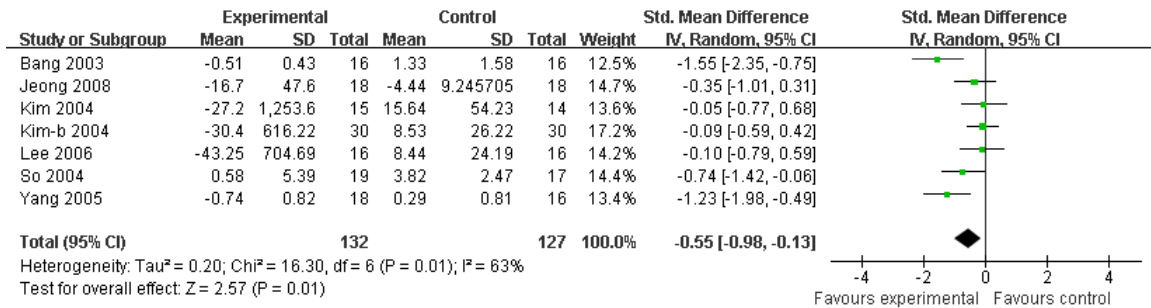 Experimental Control Std. Mean Difference Std. Mean Difference
Study or Subgroup Mean SD Total Mean SD Total Weight IV, Random, 95% CI IV, Random, 95% CI
Bang 2003 -0.51 0.43 16 1.33 1.58 16 12.5% -1.55 [-2.35, -0.75]
Jeong 2008 -16.7 47.6 18 -4.44 9.245705 18 14.7% -0.35 [-1.01, 0.31]
Kim 2004 -27.2 1,253.6 15 15.64 54.23 14 13.6% -0.05 [-0.77, 0.68]
Kim-b 2004 -30.4 616.22 30 8.53 26.22 30 17.2% -0.09 [-0.59, 0.42]
Lee 2006 -43.25 704.69 16 8.44 24.19 16 14.2% -0.10 [-0.79, 0.59]
So 2004 0.58 5.39 19 3.82 2.47 17 14.4% -0.74 [-1.42, -0.06]
Yang 2005 -0.74 0.82 18 0.29 0.81 16 13.4% -1.23 [-1.98, -0.49]
Total (95% CI) 132 127 100.0% -0.55 [-0.98, -0.13]
Heterogeneity: Tau² = 0.20; Chi² = 16.30, df = 6 (P = 0.01); I² = 63%
Test for overall effect: Z = 2.57 (P = 0.01)
-4 -2 0 2 4
Favours experimental Favours control